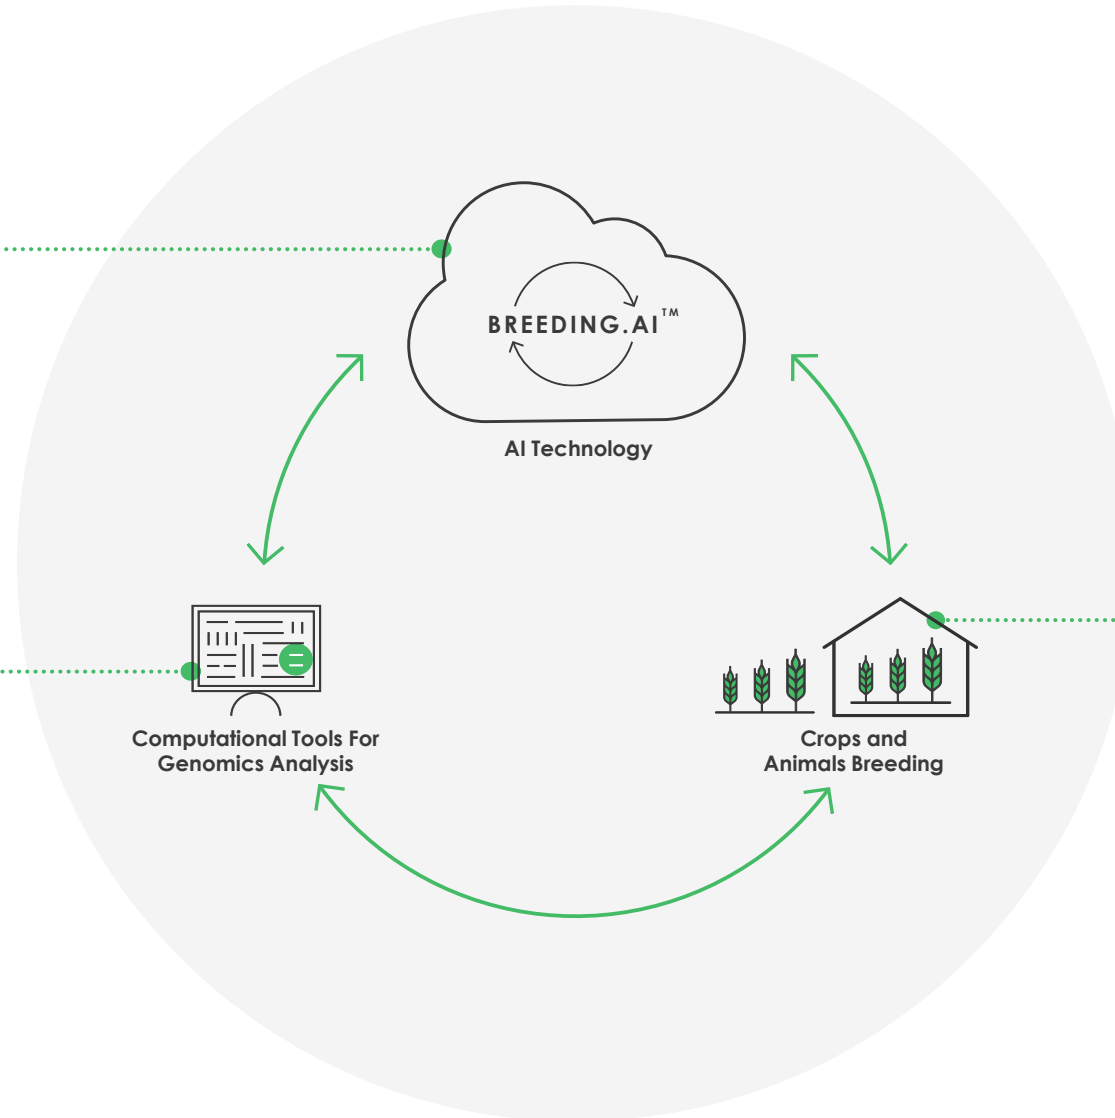 BREEDING.AI™
AI Technology
Computational Tools For
Genomics Analysis
Crops and
Animals Breeding